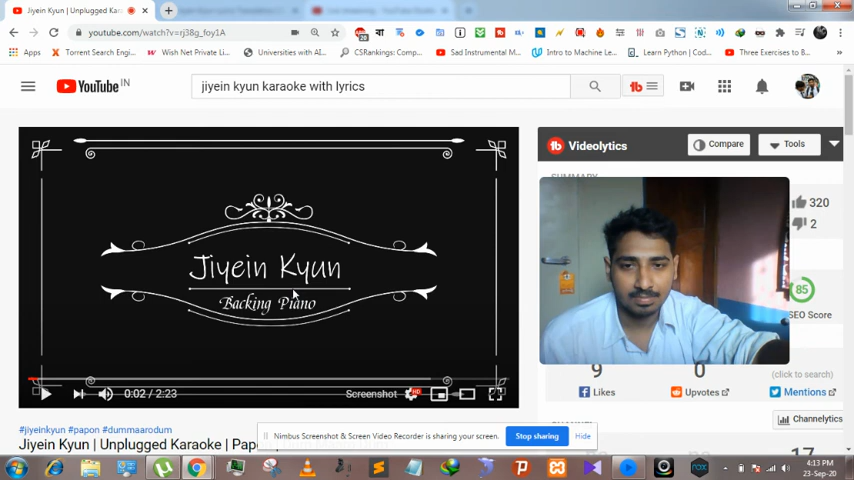 Jiyein Kyun | Unplugged Kara
youtube.com/watch?v=rj38g_foy1A
Apps
Torrent Search Engi...
Wish Net Private Li...
Universities with AI...
CSRankings: Comp...
Sad Instrumental M...
Intro to Machine Le...
Learn Python | Cod...
Three Exercises to B...
YouTube IN
jiyein kyun karaoke with lyrics
Videolytics
Compare
Tools
SUMMARY
320
2
85
SEO Score
Jiyein Kyun
Backing Piano
0:02 / 2:23
Screenshot
HD
9
0
(click to search)
Likes
Upvotes
Mentions
Channelytics
#jiyeinkyun #papon #dummaarodum
Jiyein Kyun | Unplugged Karaoke | Pap
Nimbus Screenshot & Screen Video Recorder is sharing your screen.
Stop sharing
Hide
17
4:13 PM
23-Sep-20